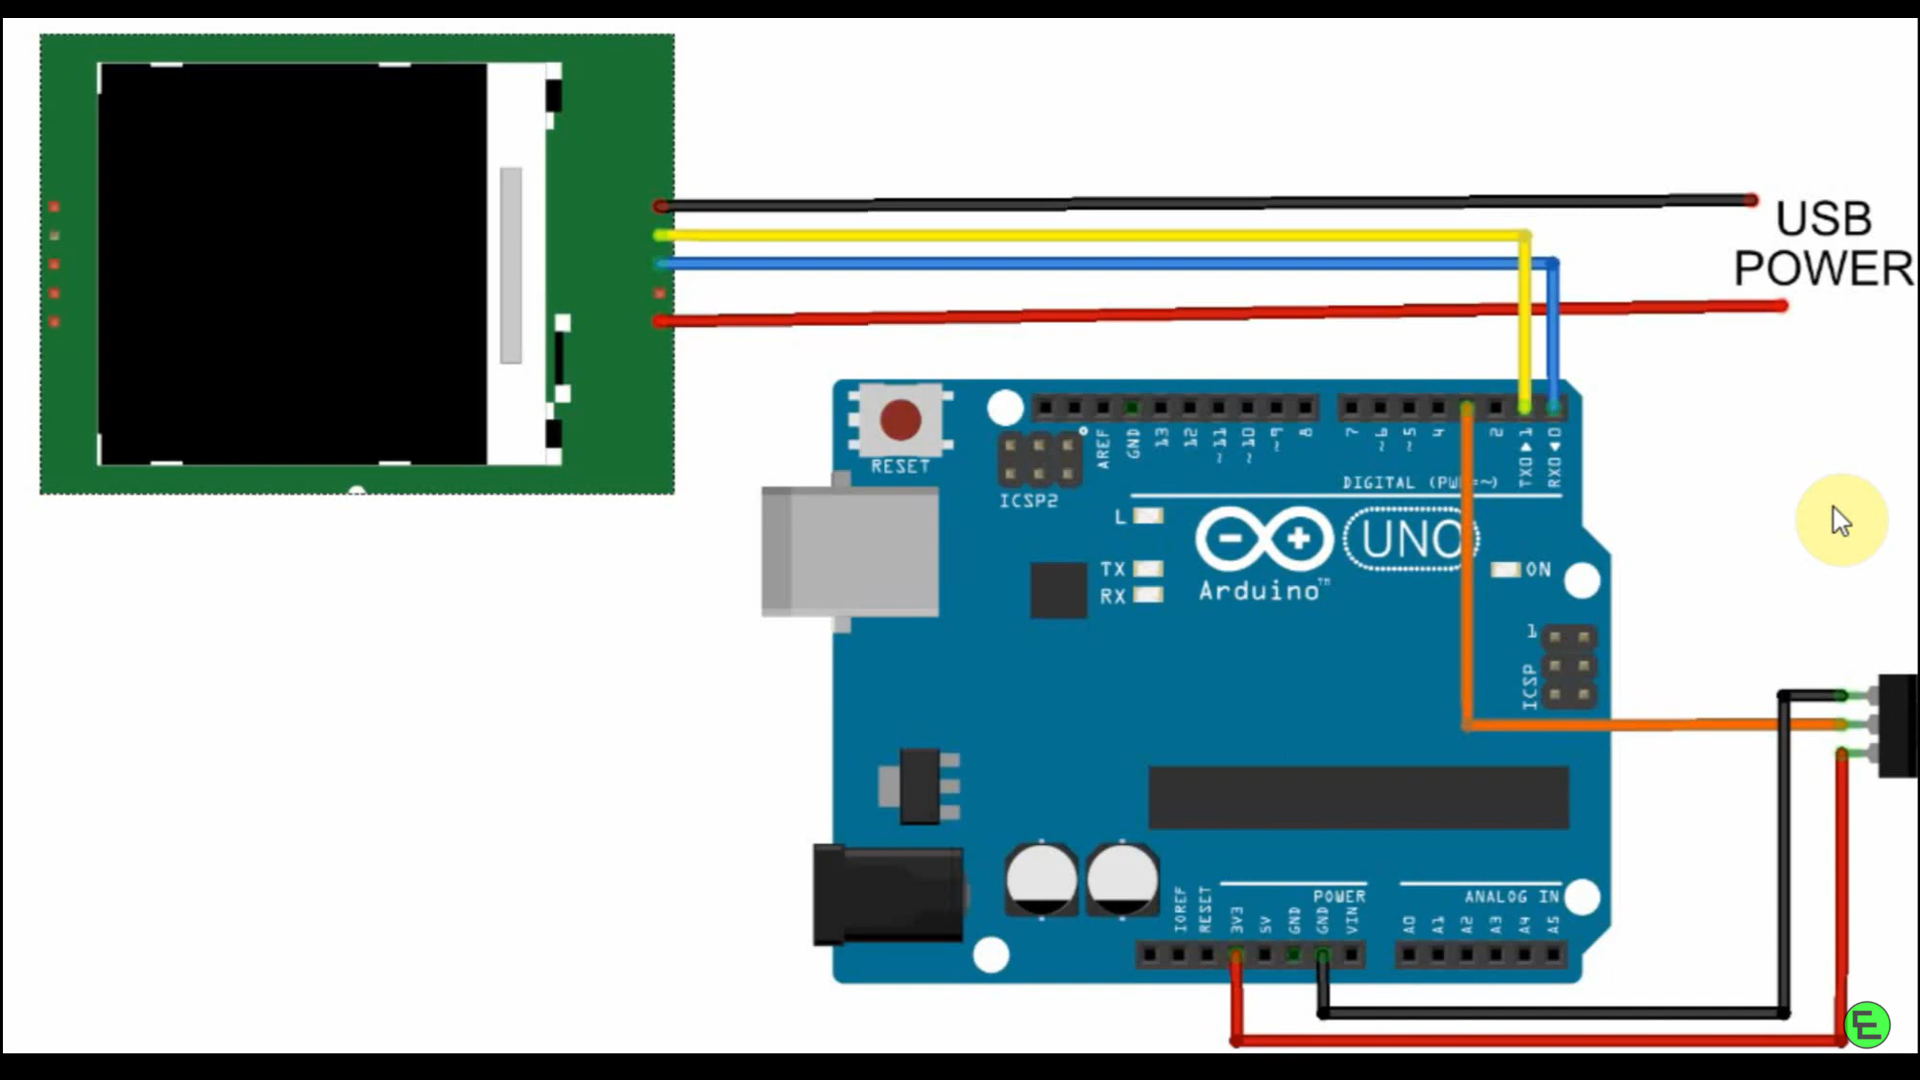 USB
POWER
RESET
ICSP2
AREF
GND
13
12
~11
~10
~9
8
7
~6
~5
4
2
TX0 ▶ 1
RX0 ◀ 0
DIGITAL (PW =~)
L
TX
RX
UNO
Arduino™
ON
1
ICSP
IOREF
RESET
3V3
5V
GND
GND
VIN
POWER
ANALOG IN
A0
A1
A2
A3
A4
A5